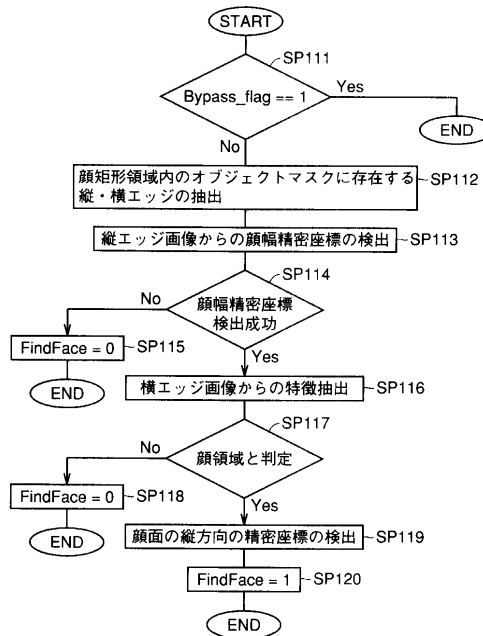 START
SP111
Bypass_flag == 1
Yes
END
No
顔矩形領域内のオブジェクトマスクに存在する
縦・横エッジの抽出
SP112
縦エッジ画像からの顔幅精密座標の検出
SP113
SP114
No
顔幅精密座標
検出成功
FindFace = 0
SP115
Yes
END
横エッジ画像からの特徴抽出
SP116
SP117
No
顔領域と判定
FindFace = 0
SP118
Yes
END
顔面の縦方向の精密座標の検出
SP119
FindFace = 1
SP120
END